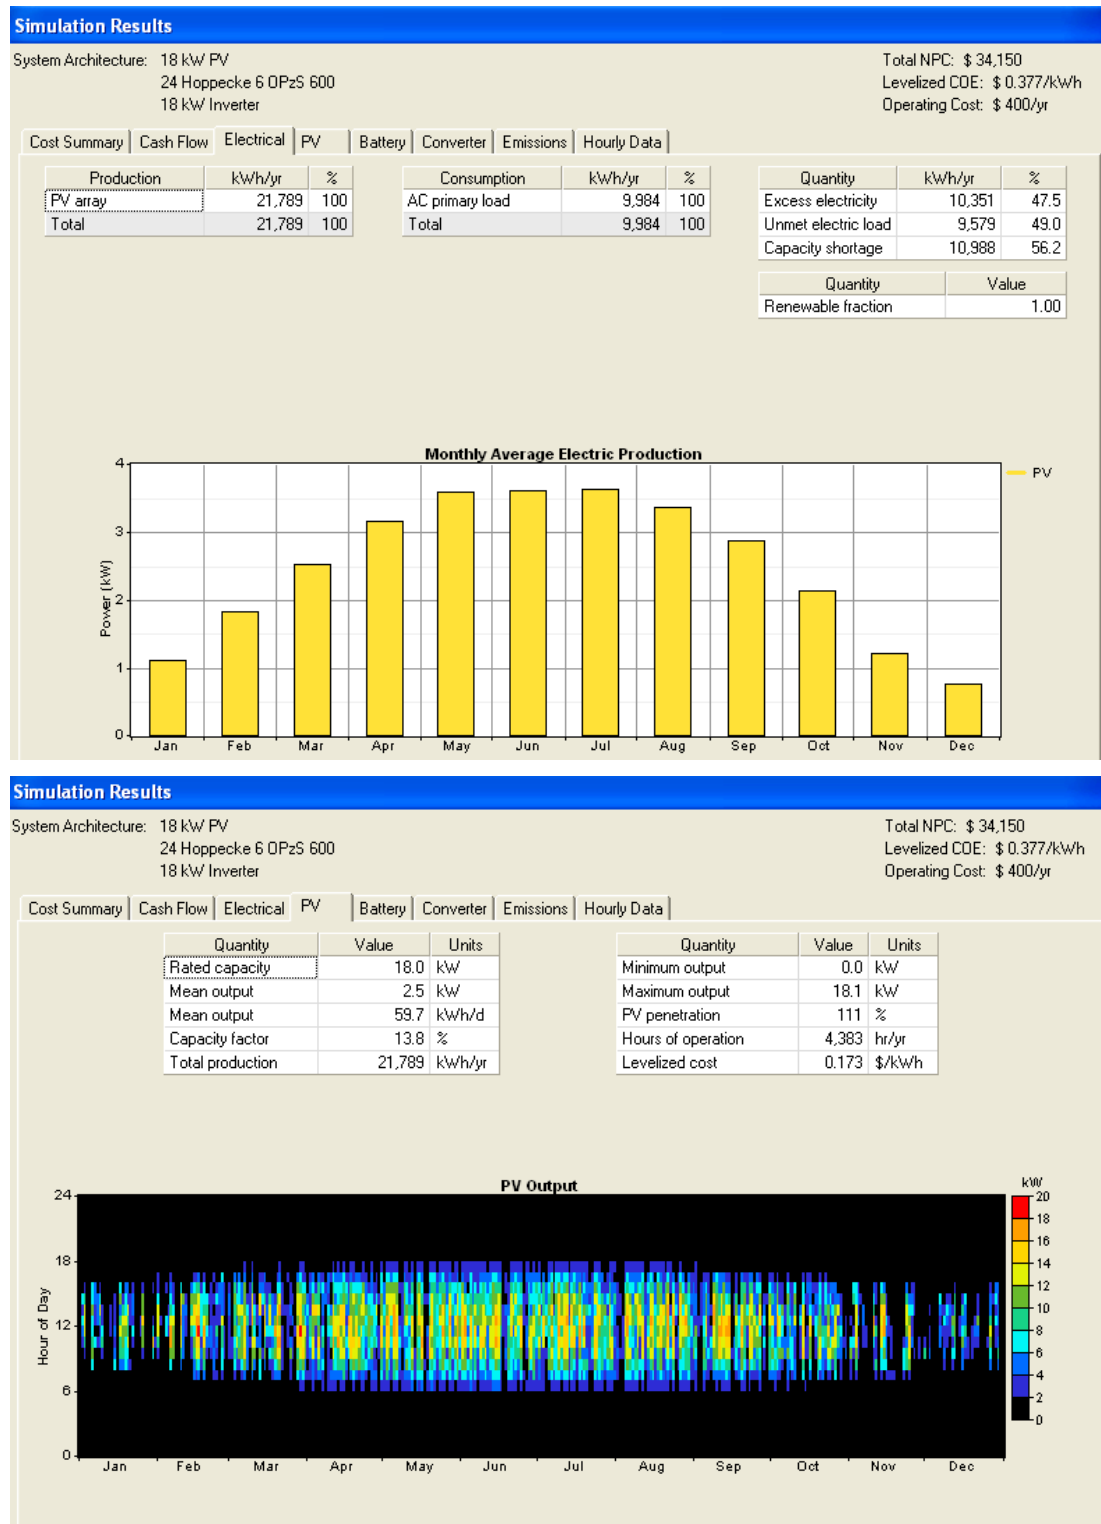 Simulation Results
System Architecture: 18 kW PV
Total NPC: $ 34,150
24 Hoppecke 6 OPzS 600
Levelized COE: $ 0.377/kWh
18 kW Inverter
Operating Cost: $ 400/yr
Cost Summary Cash Flow Electrical PV Battery Converter Emissions Hourly Data
Production kWh/yr %
PV array 21,789 100
Total 21,789 100
Consumption kWh/yr %
AC primary load 9,984 100
Total 9,984 100
Quantity kWh/yr %
Excess electricity 10,351 47.5
Unmet electric load 9,579 49.0
Capacity shortage 10,988 56.2
Quantity Value
Renewable fraction 1.00
Monthly Average Electric Production
PV
Power (kW)
4
3
2
1
0
Jan Feb Mar Apr May Jun Jul Aug Sep Oct Nov Dec
Simulation Results
System Architecture: 18 kW PV
Total NPC: $ 34,150
24 Hoppecke 6 OPzS 600
Levelized COE: $ 0.377/kWh
18 kW Inverter
Operating Cost: $ 400/yr
Cost Summary Cash Flow Electrical PV Battery Converter Emissions Hourly Data
Quantity Value Units
Rated capacity 18.0 kW
Mean output 2.5 kW
Mean output 59.7 kWh/d
Capacity factor 13.8 %
Total production 21,789 kWh/yr
Quantity Value Units
Minimum output 0.0 kW
Maximum output 18.1 kW
PV penetration 111 %
Hours of operation 4,383 hr/yr
Levelized cost 0.173 $/kWh
PV Output
Hour of Day
24
18
12
6
0
Jan Feb Mar Apr May Jun Jul Aug Sep Oct Nov Dec
kW
20
18
16
14
12
10
8
6
4
2
0